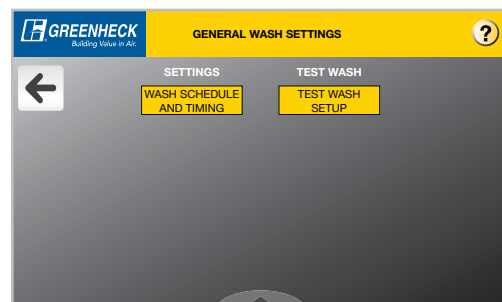 GREENHECK
Building Value in Air.
GENERAL WASH SETTINGS
?
SETTINGS
TEST WASH
WASH SCHEDULE
AND TIMING
TEST WASH
SETUP